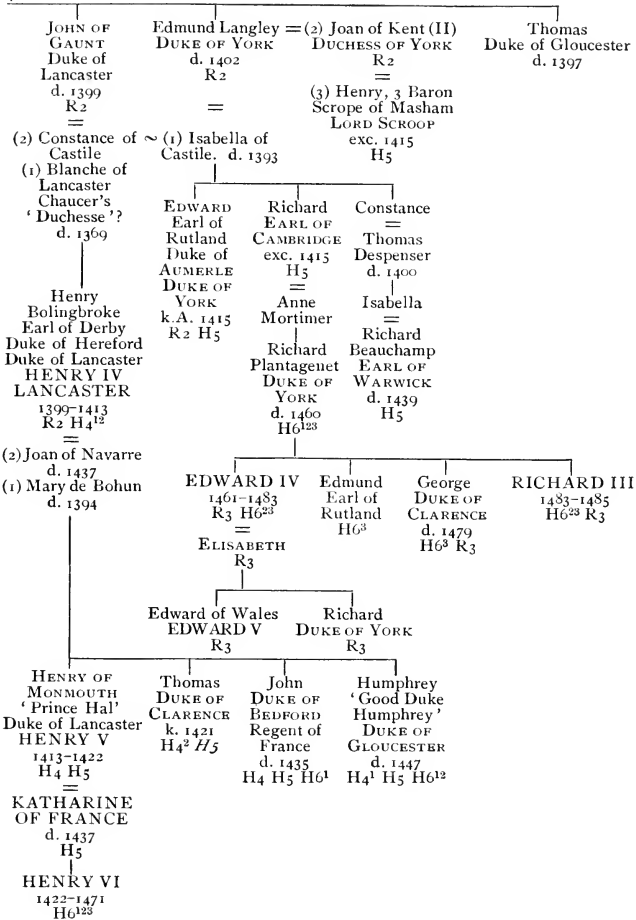 JOHN OF
GAUNT
Duke of
Lancaster
d. 1399
R2
=
(2) Constance of ~
Castile
(1) Blanche of
Lancaster
Chaucer's
' Duchesse '?
d. 1369
Henry
Bolingbroke
Earl of Derby
Duke of Hereford
Duke of Lancaster
HENRY IV
LANCASTER
1399-1413
R2 H4¹²
=
(2) Joan of Navarre
d. 1437
(1) Mary de Bohun
d. 1394
Edmund Langley =
DUKE OF YORK
d. 1402
R2
=
(1) Isabella of
Castile. d. 1393
(2) Joan of Kent (II)
DUCHESS OF YORK
R2
=
(3) Henry, 3 Baron
Scrope of Masham
LORD SCROOP
exc. 1415
H5
Thomas
Duke of Gloucester
d. 1397
EDWARD
Earl of
Rutland
Duke of
AUMERLE
DUKE OF
YORK
k.A. 1415
R2 H5
Richard
EARL OF
CAMBRIDGE
exc. 1415
H5
=
Anne
Mortimer
Richard
Plantagenet
DUKE OF
YORK
d. 1460
H6¹²³
Constance
=
Thomas
Despenser
d. 1400
Isabella
=
Richard
Beauchamp
EARL OF
WARWICK
d. 1439
H5
EDWARD IV
1461-1483
R3 H6²³
=
ELISABETH
R3
Edmund
Earl of
Rutland
H6³
George
DUKE OF
CLARENCE
d. 1479
H6³ R3
RICHARD III
1483-1485
H6²³ R3
Edward of Wales
EDWARD V
R3
Richard
DUKE OF YORK
R3
HENRY OF
MONMOUTH
' Prince Hal'
Duke of Lancaster
HENRY V
1413-1422
H4 H5
=
KATHARINE
OF FRANCE
d. 1437
H5
HENRY VI
1422-1471
H6¹²³
Thomas
DUKE OF
CLARENCE
k. 1421
H4² H5
John
DUKE OF
BEDFORD
Regent of
France
d. 1435
H4 H5 H6¹
Humphrey
' Good Duke
Humphrey '
DUKE OF
GLOUCESTER
d. 1447
H4¹ H5 H6¹²